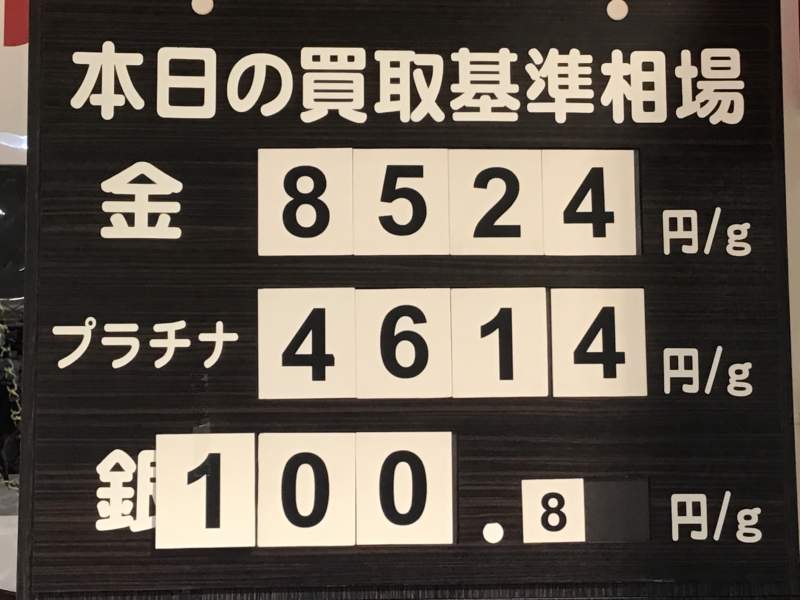 本日の買取基準相場
金 8524 円/g
プラチナ 4614 円/g
銀 100.8 円/g